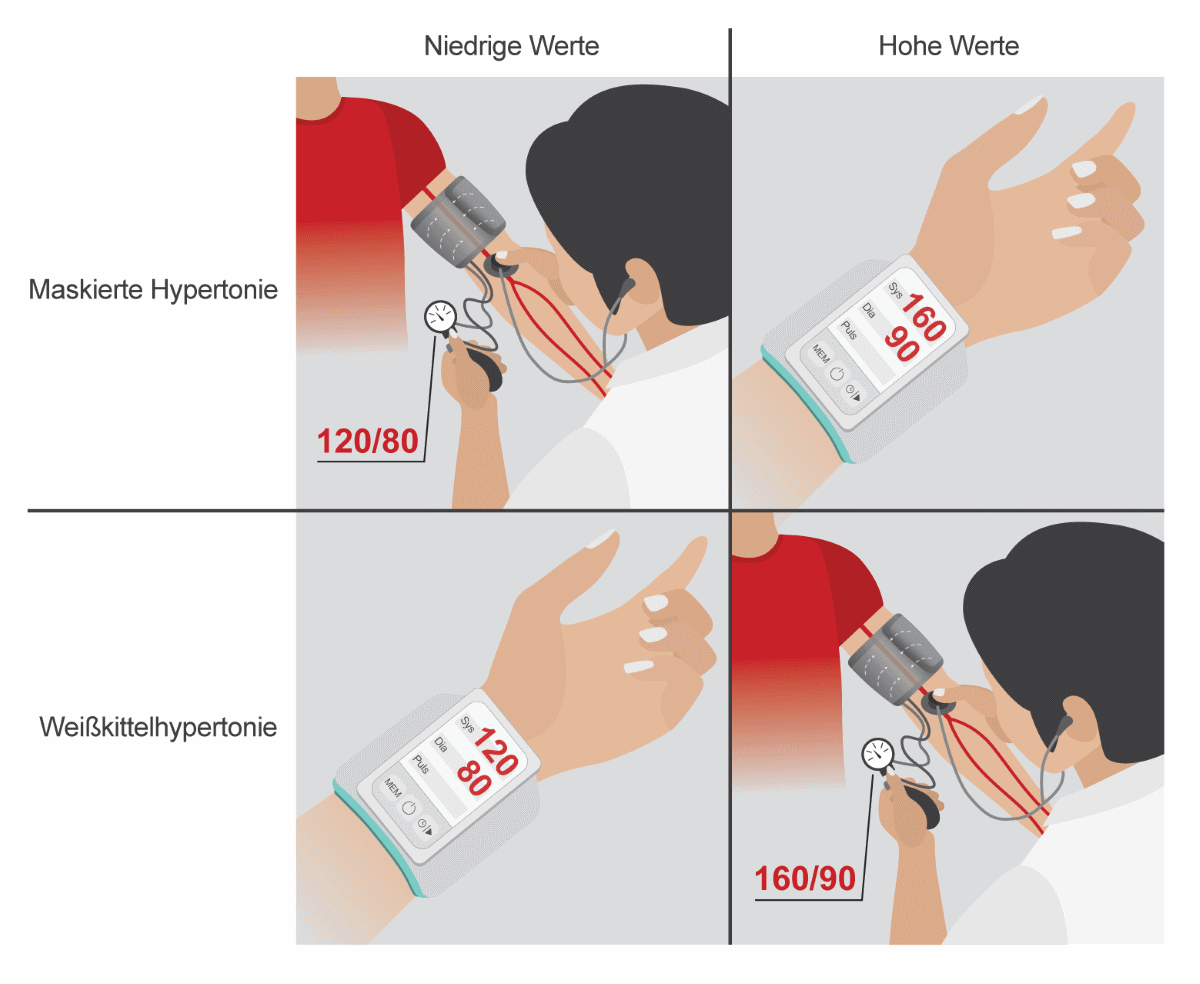 Niedrige Werte
Hohe Werte
Maskierte Hypertonie
120/80
Sys 160
Dia 90
Puls
MEM
Weißkittelhypertonie
Sys 120
Dia 80
Puls
MEM
160/90